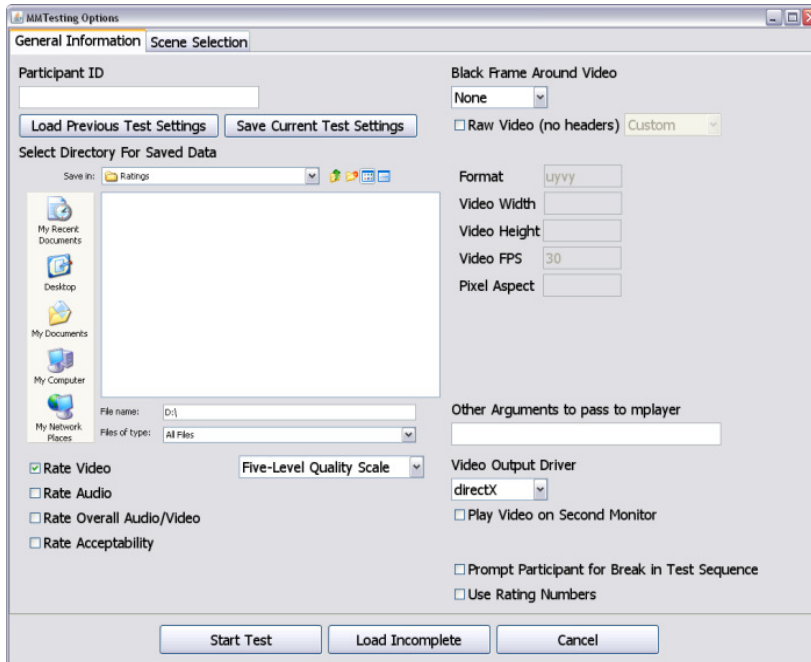 MMTesting Options
General Information
Scene Selection
Participant ID
Load Previous Test Settings
Save Current Test Settings
Select Directory For Saved Data
Save in:
Ratings
My Recent
Documents
Desktop
My Documents
My Computer
My Network
Places
File name:
D:\
Files of type:
All Files
Rate Video
Five-Level Quality Scale
Rate Audio
Rate Overall Audio/Video
Rate Acceptability
Black Frame Around Video
None
Raw Video (no headers)
Custom
Format
uyvy
Video Width
Video Height
Video FPS
30
Pixel Aspect
Other Arguments to pass to mplayer
Video Output Driver
directX
Play Video on Second Monitor
Prompt Participant for Break in Test Sequence
Use Rating Numbers
Start Test
Load Incomplete
Cancel